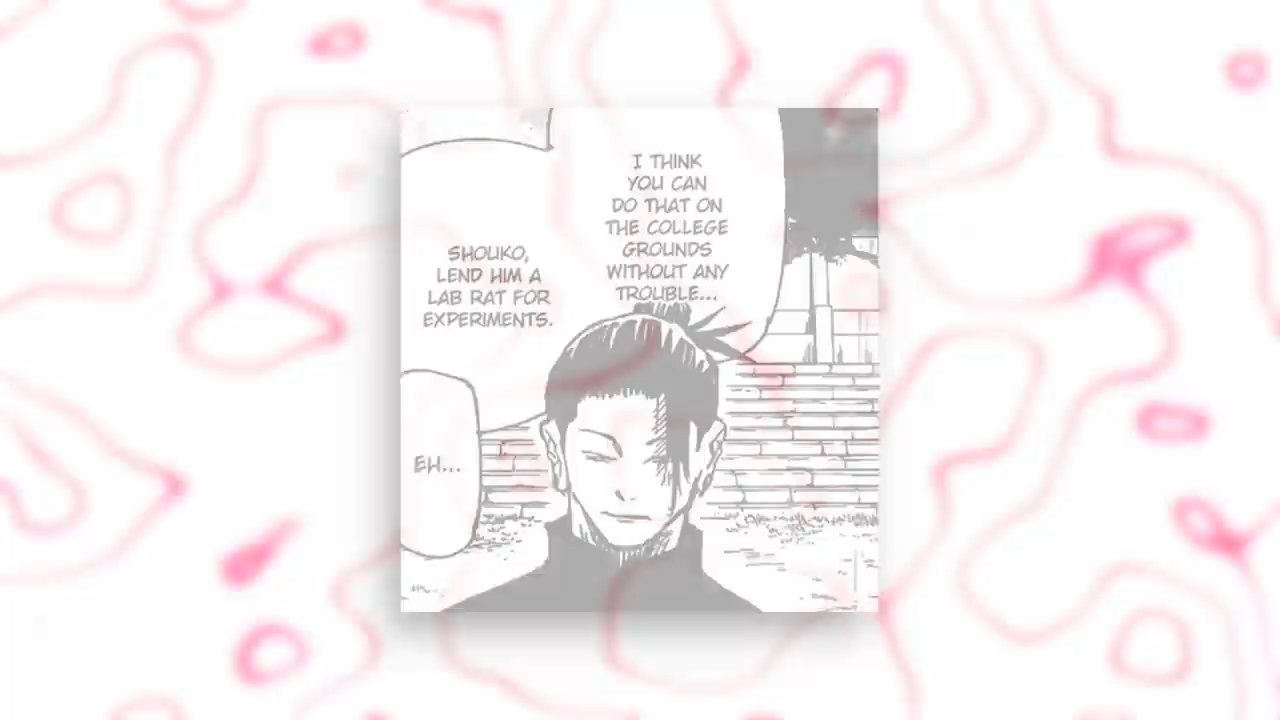 I THINK
YOU CAN
DO THAT ON
THE COLLEGE
GROUNDS
WITHOUT ANY
TROUBLE...
SHOUKO,
LEND HIM A
LAB RAT FOR
EXPERIMENTS.
EH...